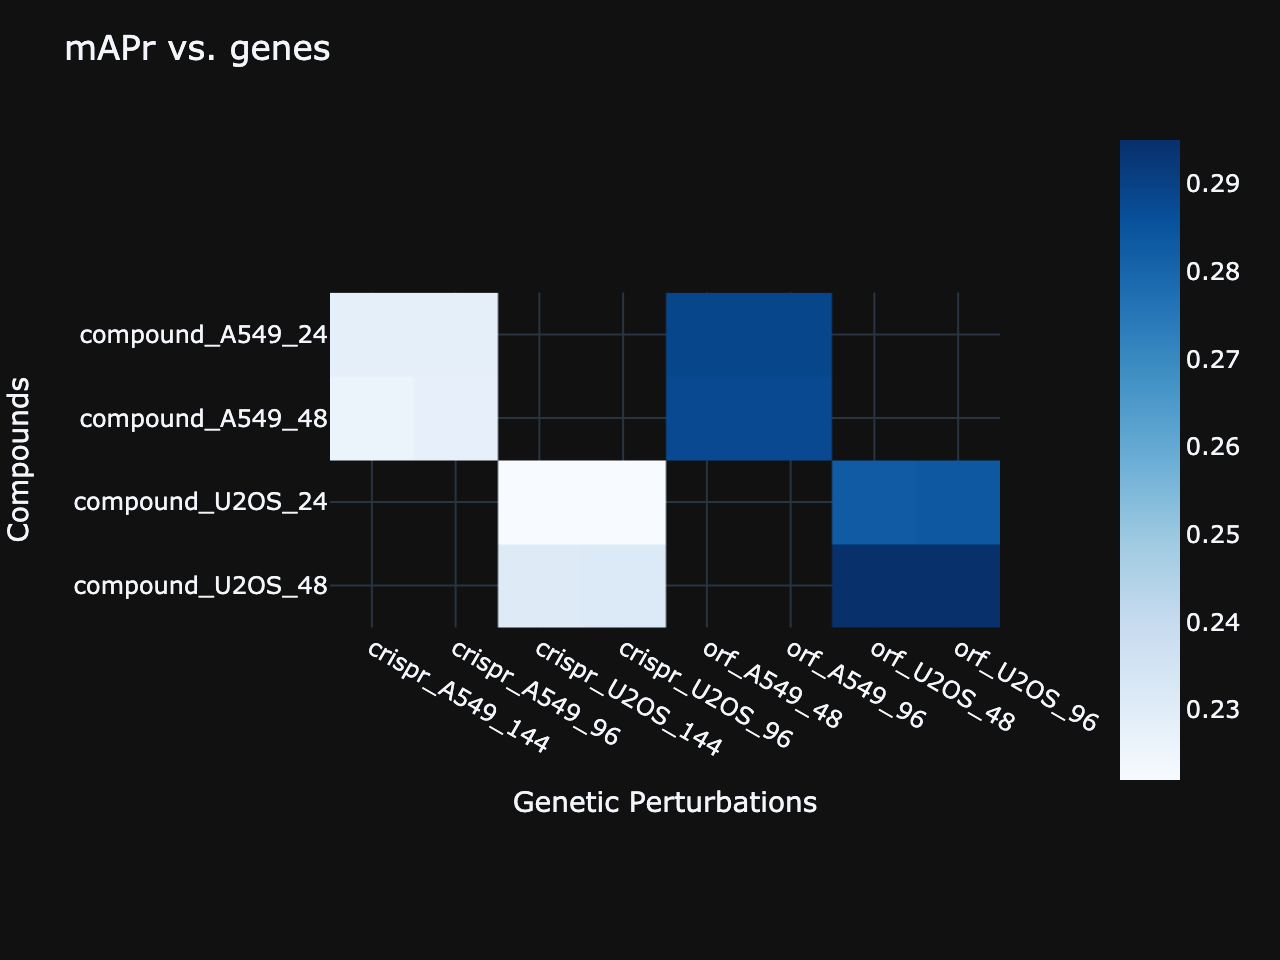 mAPr vs. genes
0.29
0.28
0.27
0.26
0.25
0.24
0.23
Compounds
compound_A549_24
compound_A549_48
compound_U2OS_24
compound_U2OS_48
crispr_A549_144
crispr_A549_96
crispr_U2OS_144
crispr_U2OS_96
orf_A549_48
orf_A549_96
orf_U2OS_48
orf_U2OS_96
Genetic Perturbations